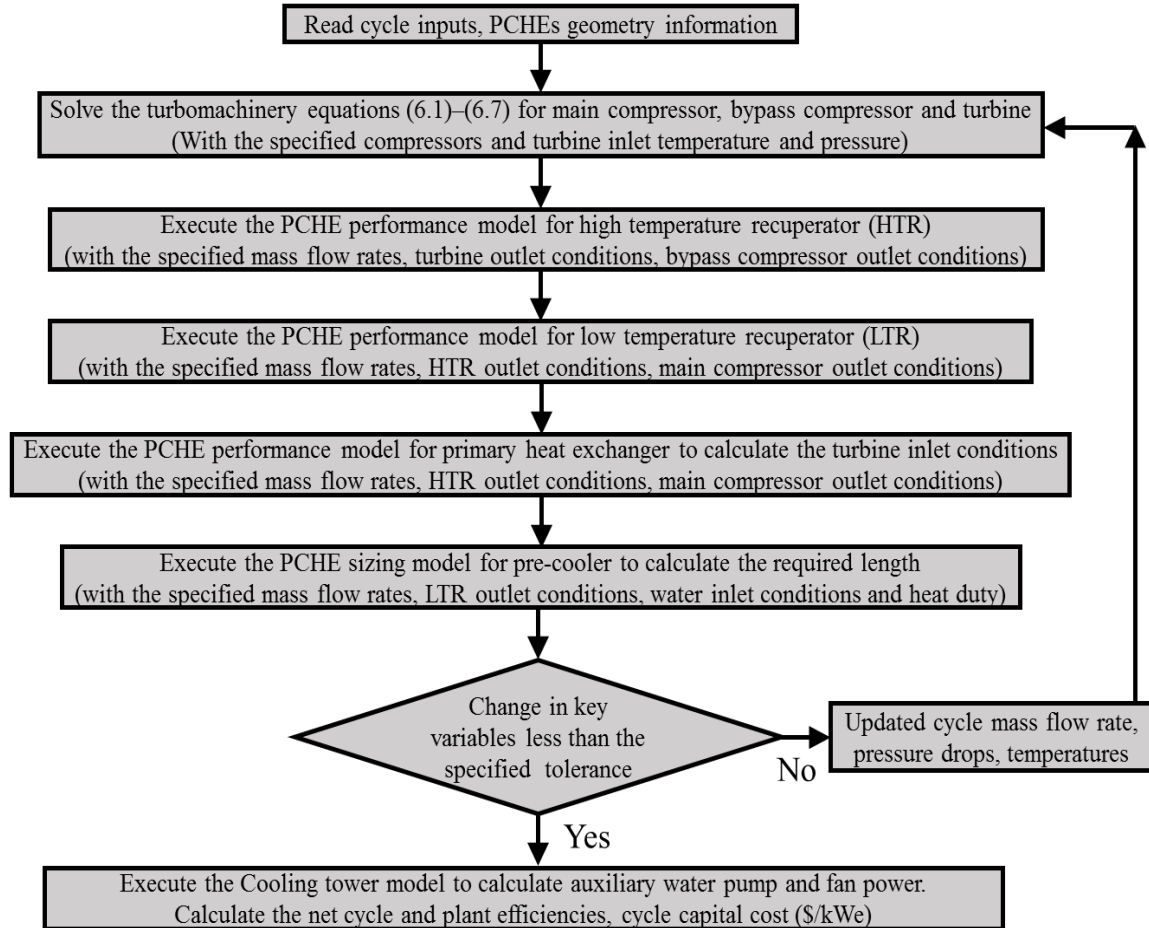 Read cycle inputs, PCHEs geometry information
Solve the turbomachinery equations (6.1)–(6.7) for main compressor, bypass compressor and turbine
(With the specified compressors and turbine inlet temperature and pressure)
Execute the PCHE performance model for high temperature recuperator (HTR)
(with the specified mass flow rates, turbine outlet conditions, bypass compressor outlet conditions)
Execute the PCHE performance model for low temperature recuperator (LTR)
(with the specified mass flow rates, HTR outlet conditions, main compressor outlet conditions)
Execute the PCHE performance model for primary heat exchanger to calculate the turbine inlet conditions
(with the specified mass flow rates, HTR outlet conditions, main compressor outlet conditions)
Execute the PCHE sizing model for pre-cooler to calculate the required length
(with the specified mass flow rates, LTR outlet conditions, water inlet conditions and heat duty)
Change in key
variables less than the
specified tolerance
No
Updated cycle mass flow rate,
pressure drops, temperatures
Yes
Execute the Cooling tower model to calculate auxiliary water pump and fan power.
Calculate the net cycle and plant efficiencies, cycle capital cost ($/kWe)